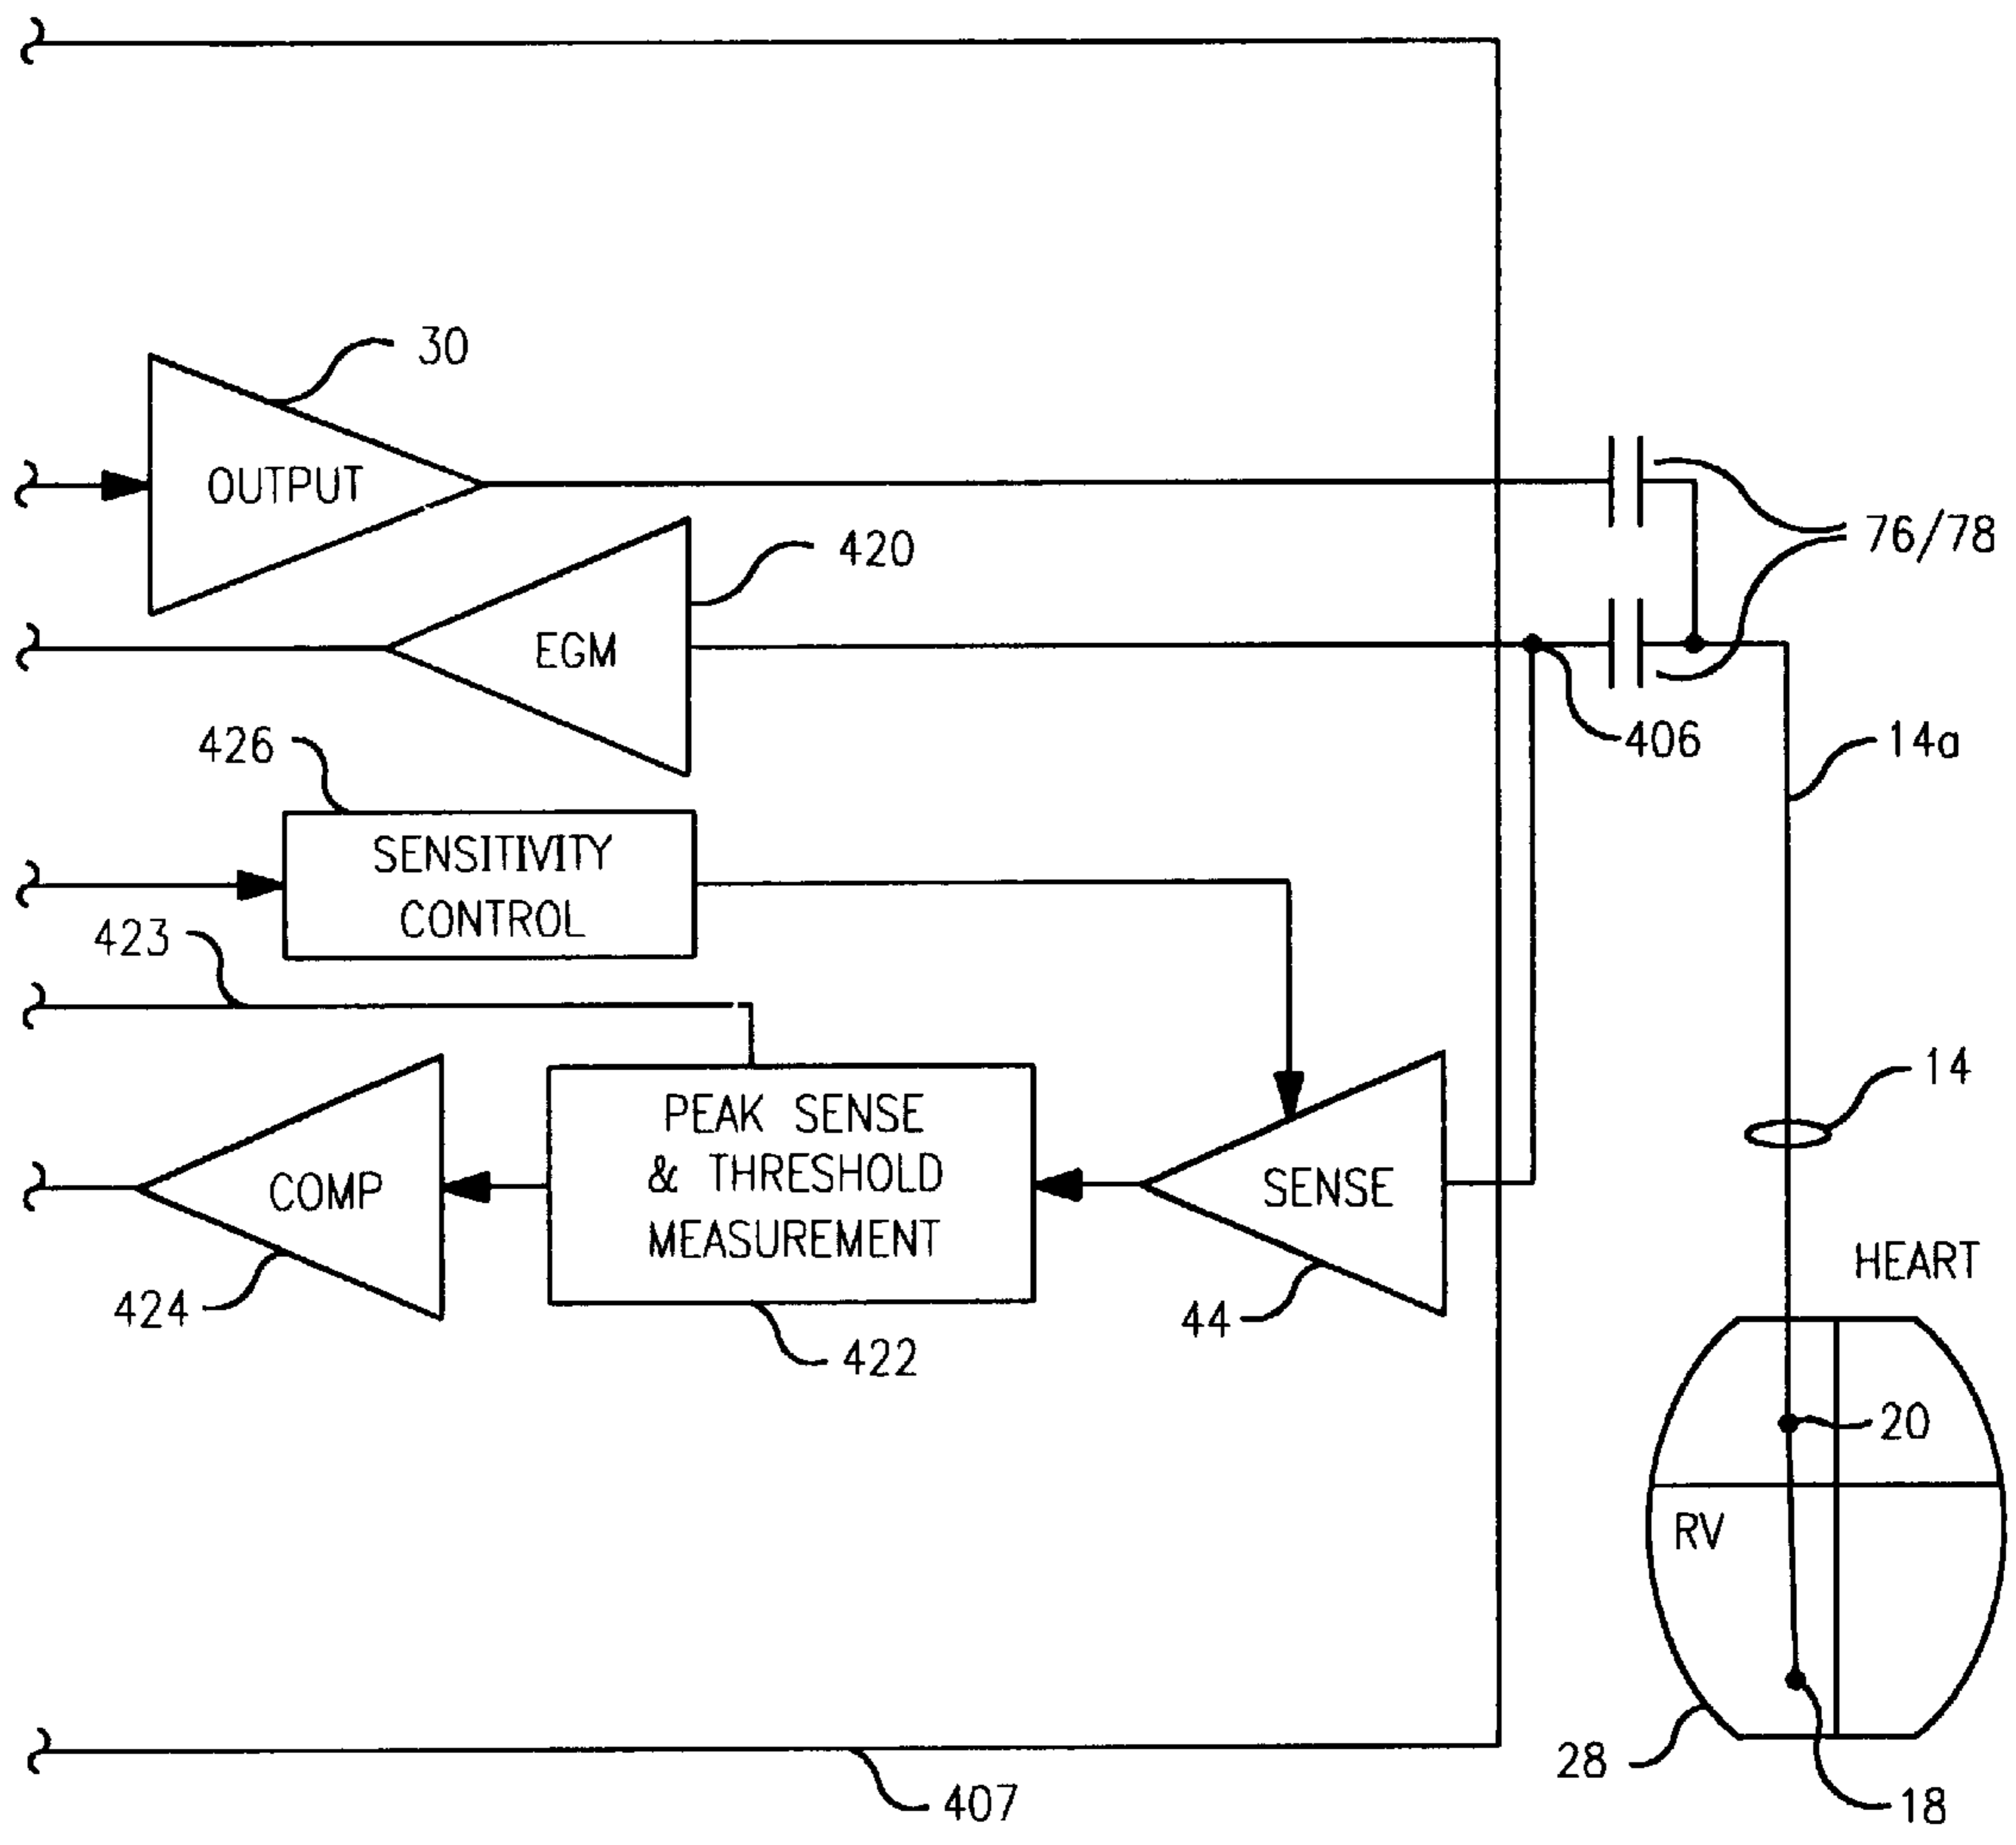 30
OUTPUT
76/78
420
EGM
406
14a
426
SENSITIVITY
CONTROL
423
14
PEAK SENSE
& THRESHOLD
MEASUREMENT
COMP
SENSE
HEART
424
44
422
20
RV
28
18
407